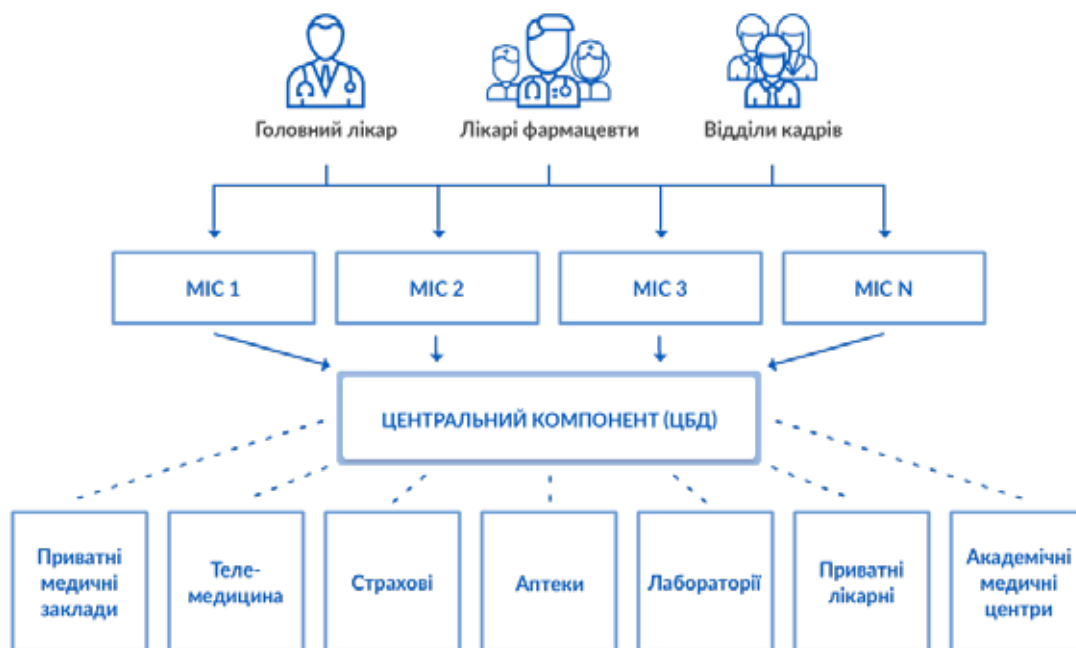 Головний лікар
Лікарі фармацевти
Відділи кадрів
МІС 1
МІС 2
МІС 3
МІС N
ЦЕНТРАЛЬНИЙ КОМПОНЕНТ (ЦБД)
Приватні
медичні
заклади
Теле-
медицина
Страхові
Аптеки
Лабораторії
Приватні
лікарні
Академічні
медичні
центри